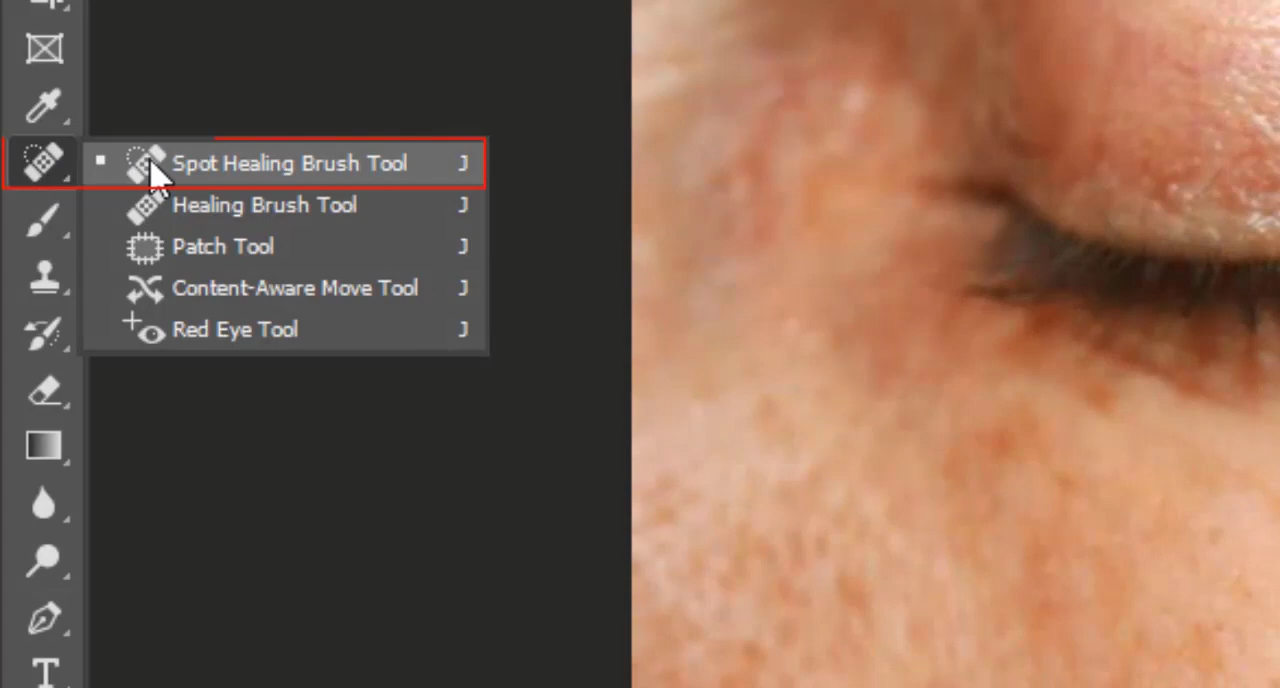 Spot Healing Brush Tool J
Healing Brush Tool J
Patch Tool J
Content-Aware Move Tool J
Red Eye Tool J
T